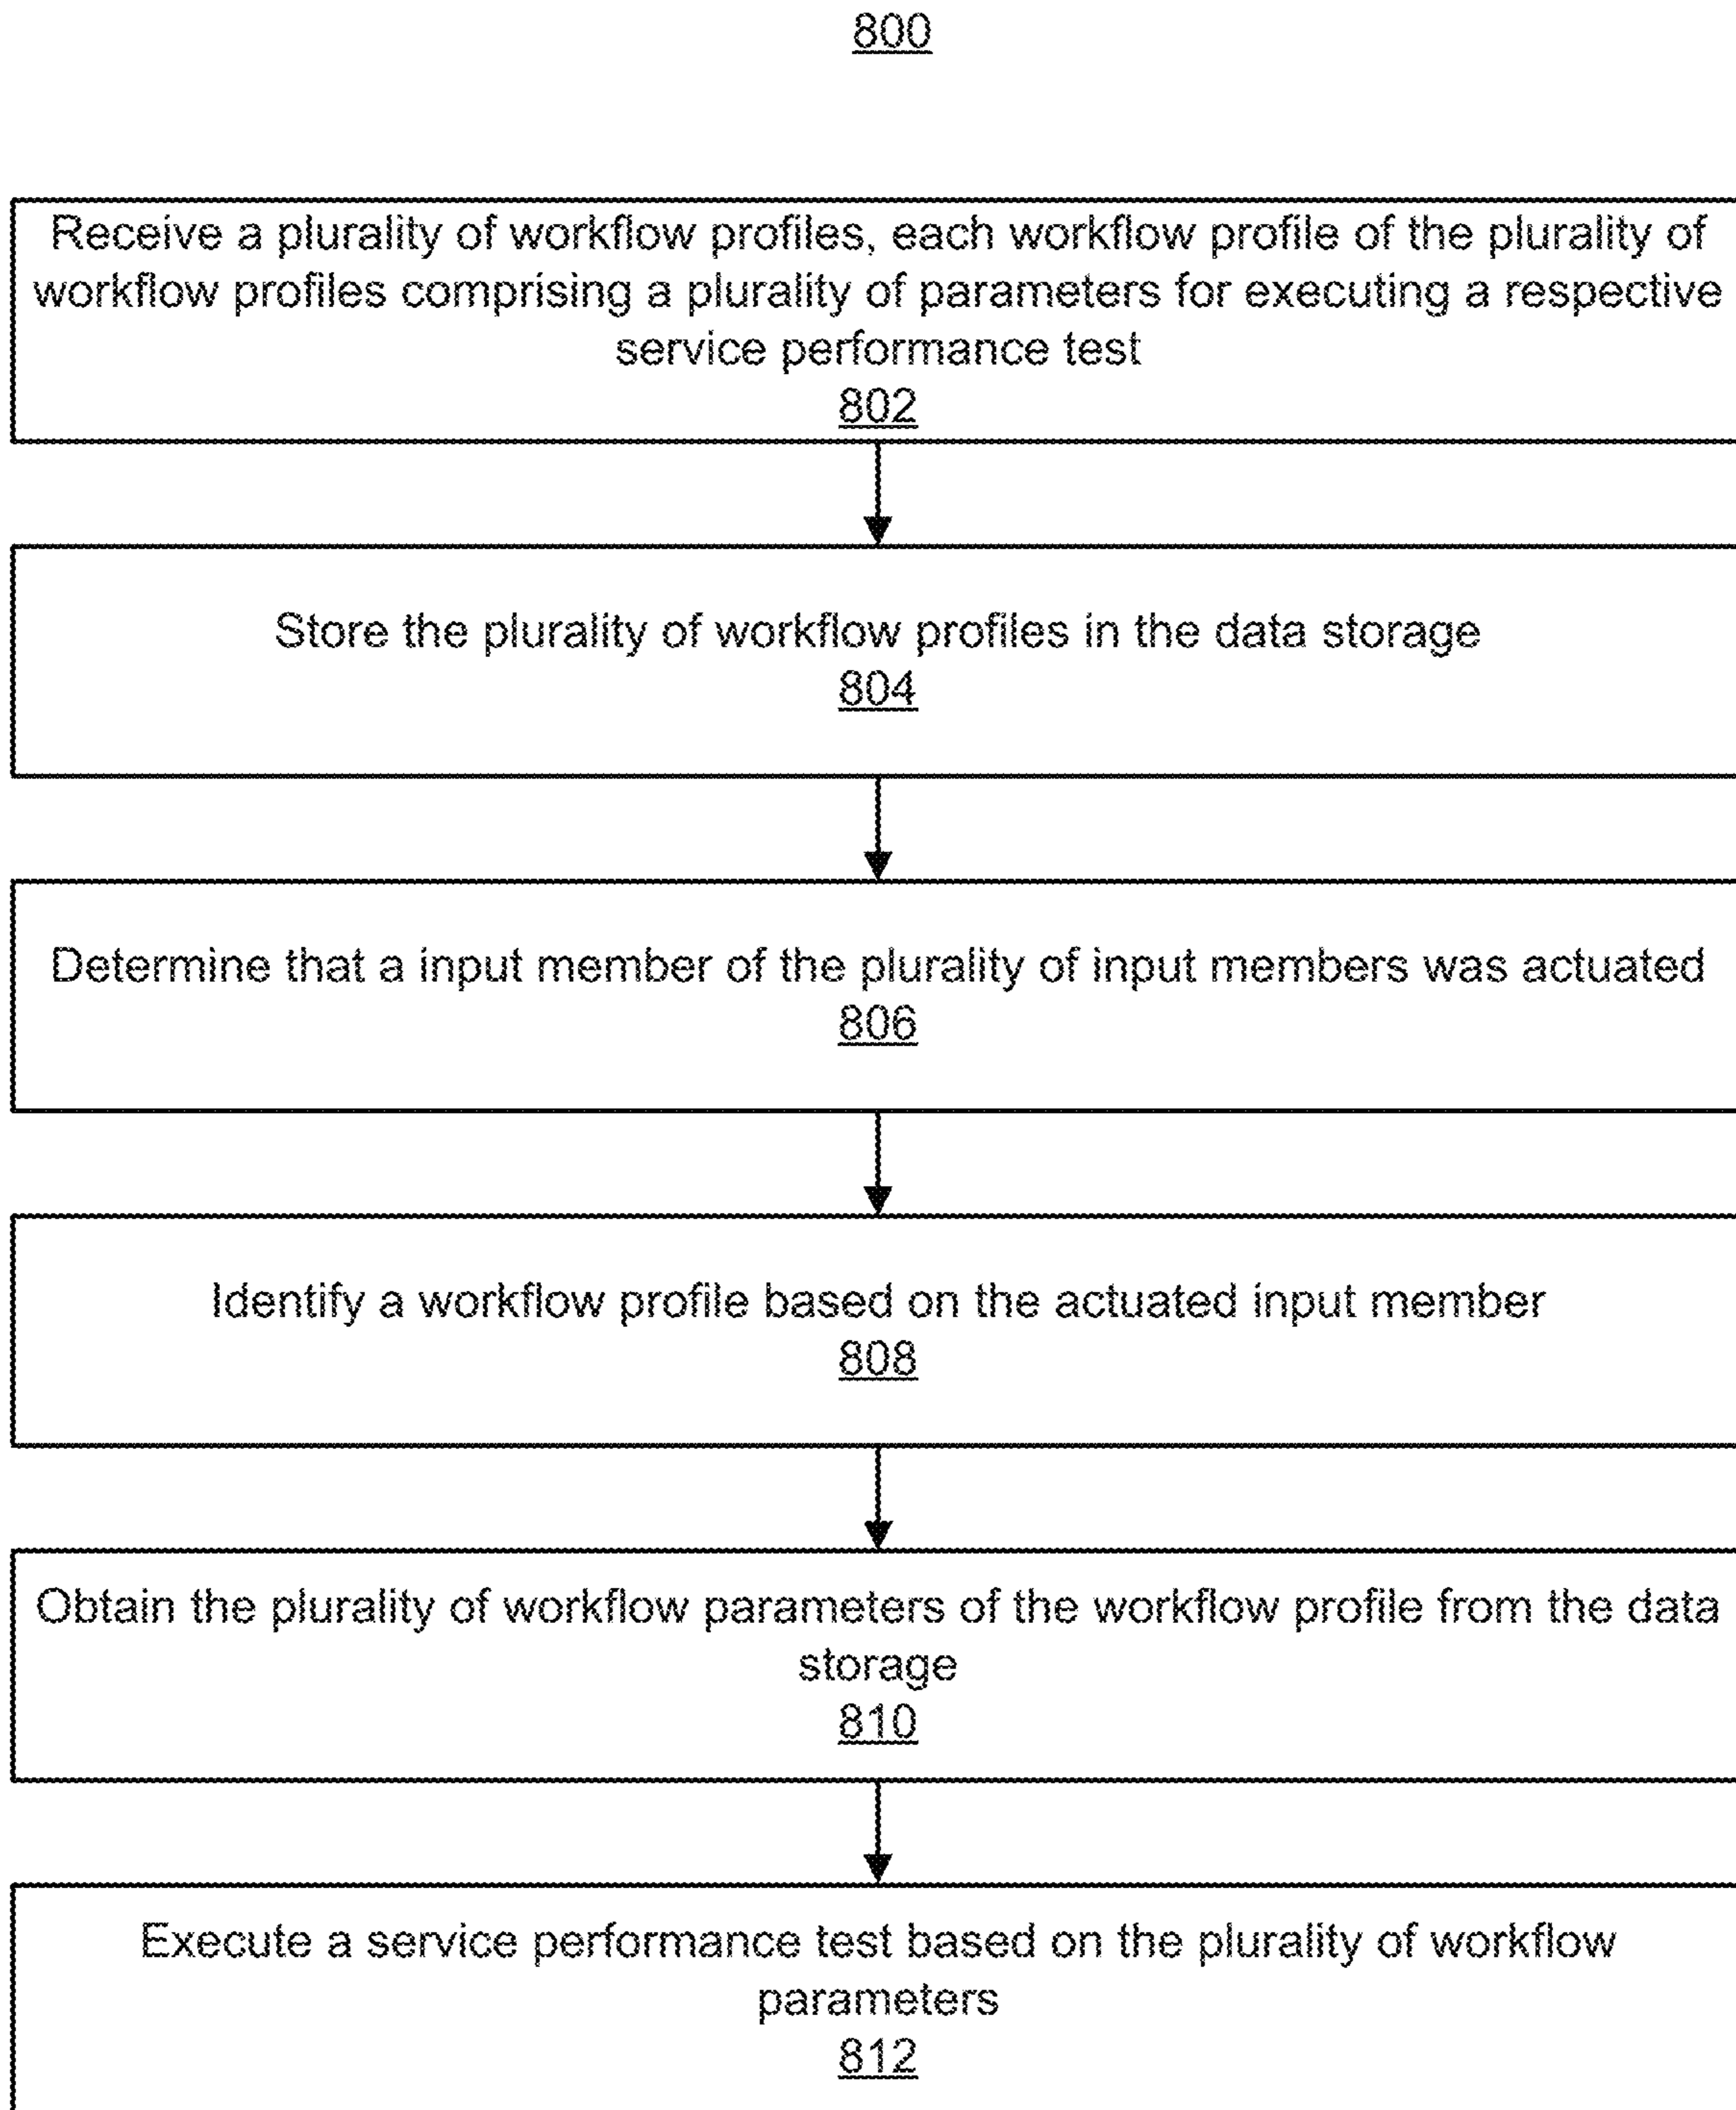 800
Receive a plurality of workflow profiles, each workflow profile of the plurality of
workflow profiles comprising a plurality of parameters for executing a respective
service performance test
802
Store the plurality of workflow profiles in the data storage
804
Determine that a input member of the plurality of input members was actuated
806
Identify a workflow profile based on the actuated input member
808
Obtain the plurality of workflow parameters of the workflow profile from the data
storage
810
Execute a service performance test based on the plurality of workflow
parameters
812